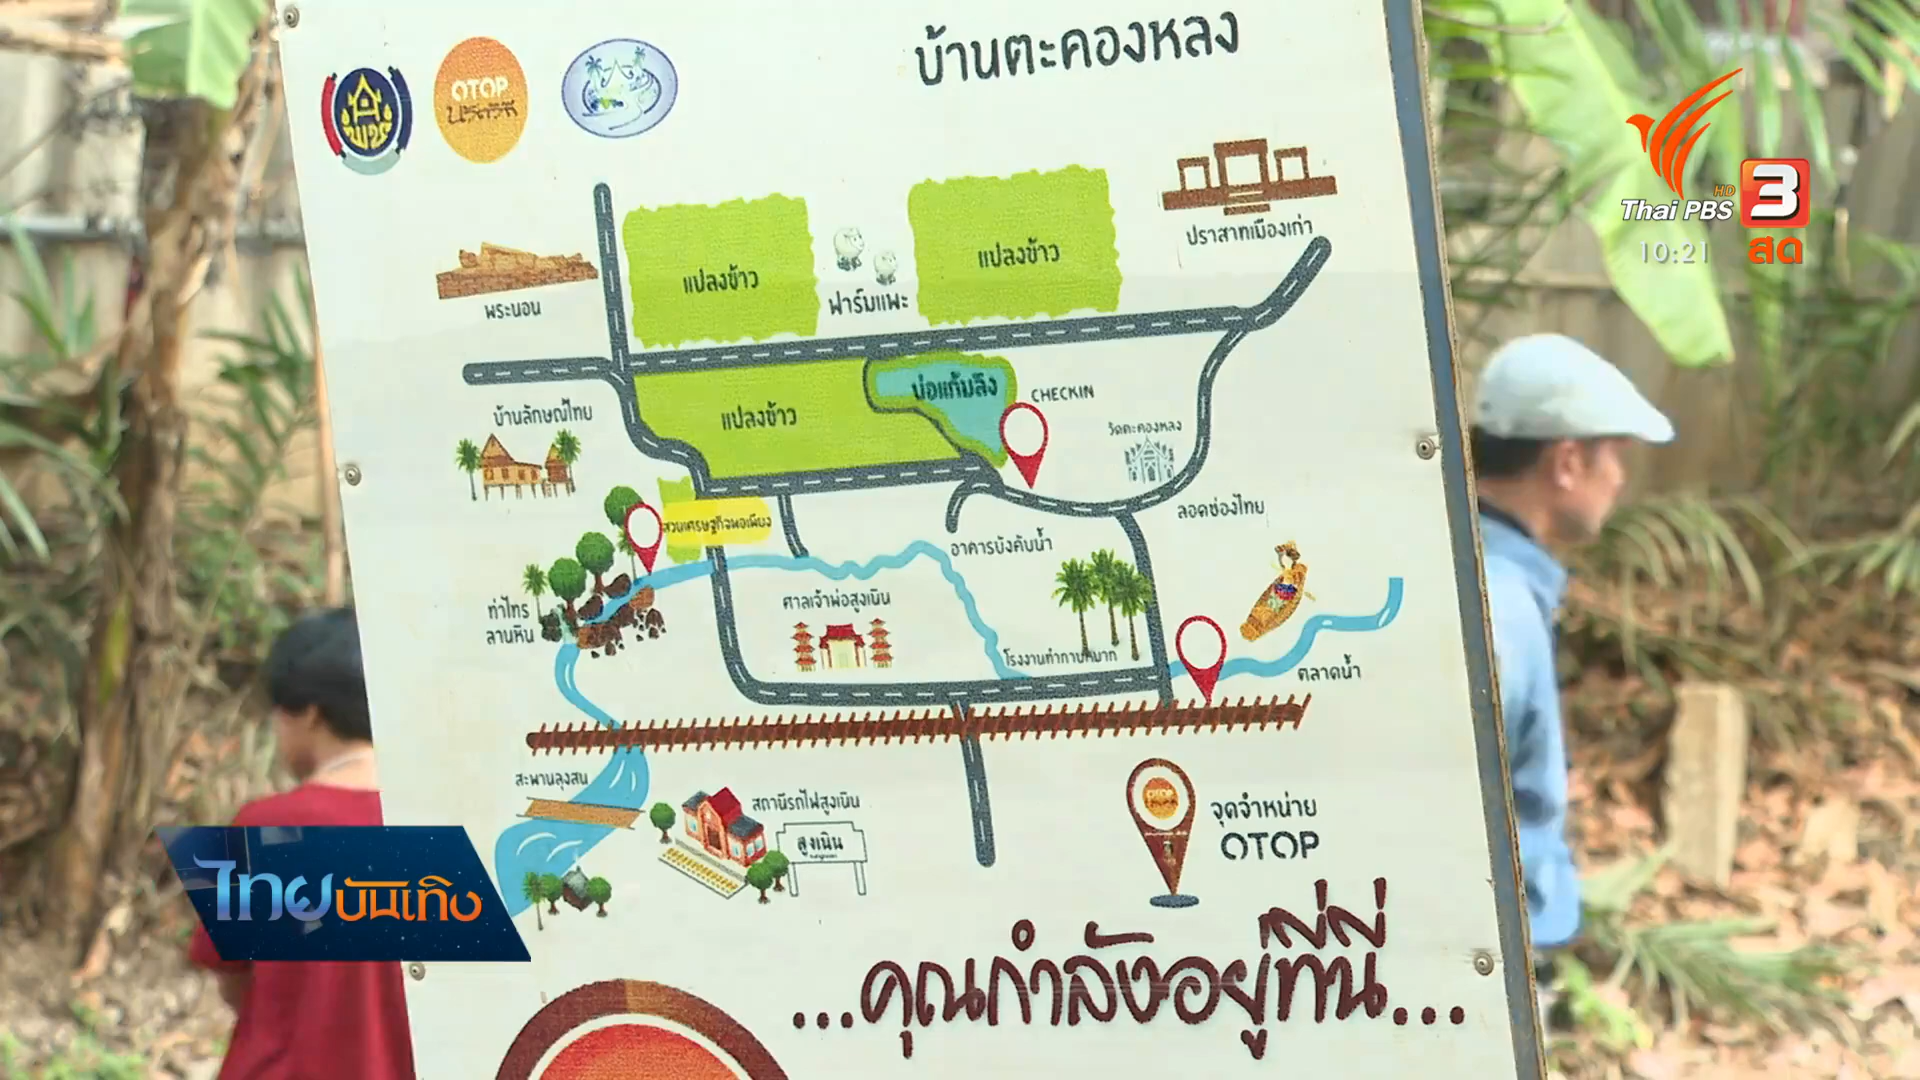 บ้านตะคองหลง
OTOP
นวัตวิถี
พช
Thai PBS
HD
3
10:21
สด
ปราสาทเมืองเก่า
พระนอน
แปลงข้าว
ฟาร์มแพะ
แปลงข้าว
บ้านลักษณ์ไทย
แปลงข้าว
บ่อแก้มลิง
CHECKIN
วัดตะคองหลง
สวนเศรษฐกิจพอเพียง
อาคารบังคับน้ำ
ลอดช่องไทย
ท่าไทร
ลานหิน
ศาลเจ้าพ่อสูงเนิน
โรงงานทำกาบหมาก
ตลาดน้ำ
สะพานลุงสน
สถานีรถไฟสูงเนิน
สูงเนิน
OTOP
จุดจำหน่าย
OTOP
ไทยบันเทิง
...คุณกำลังอยู่ที่นี่...